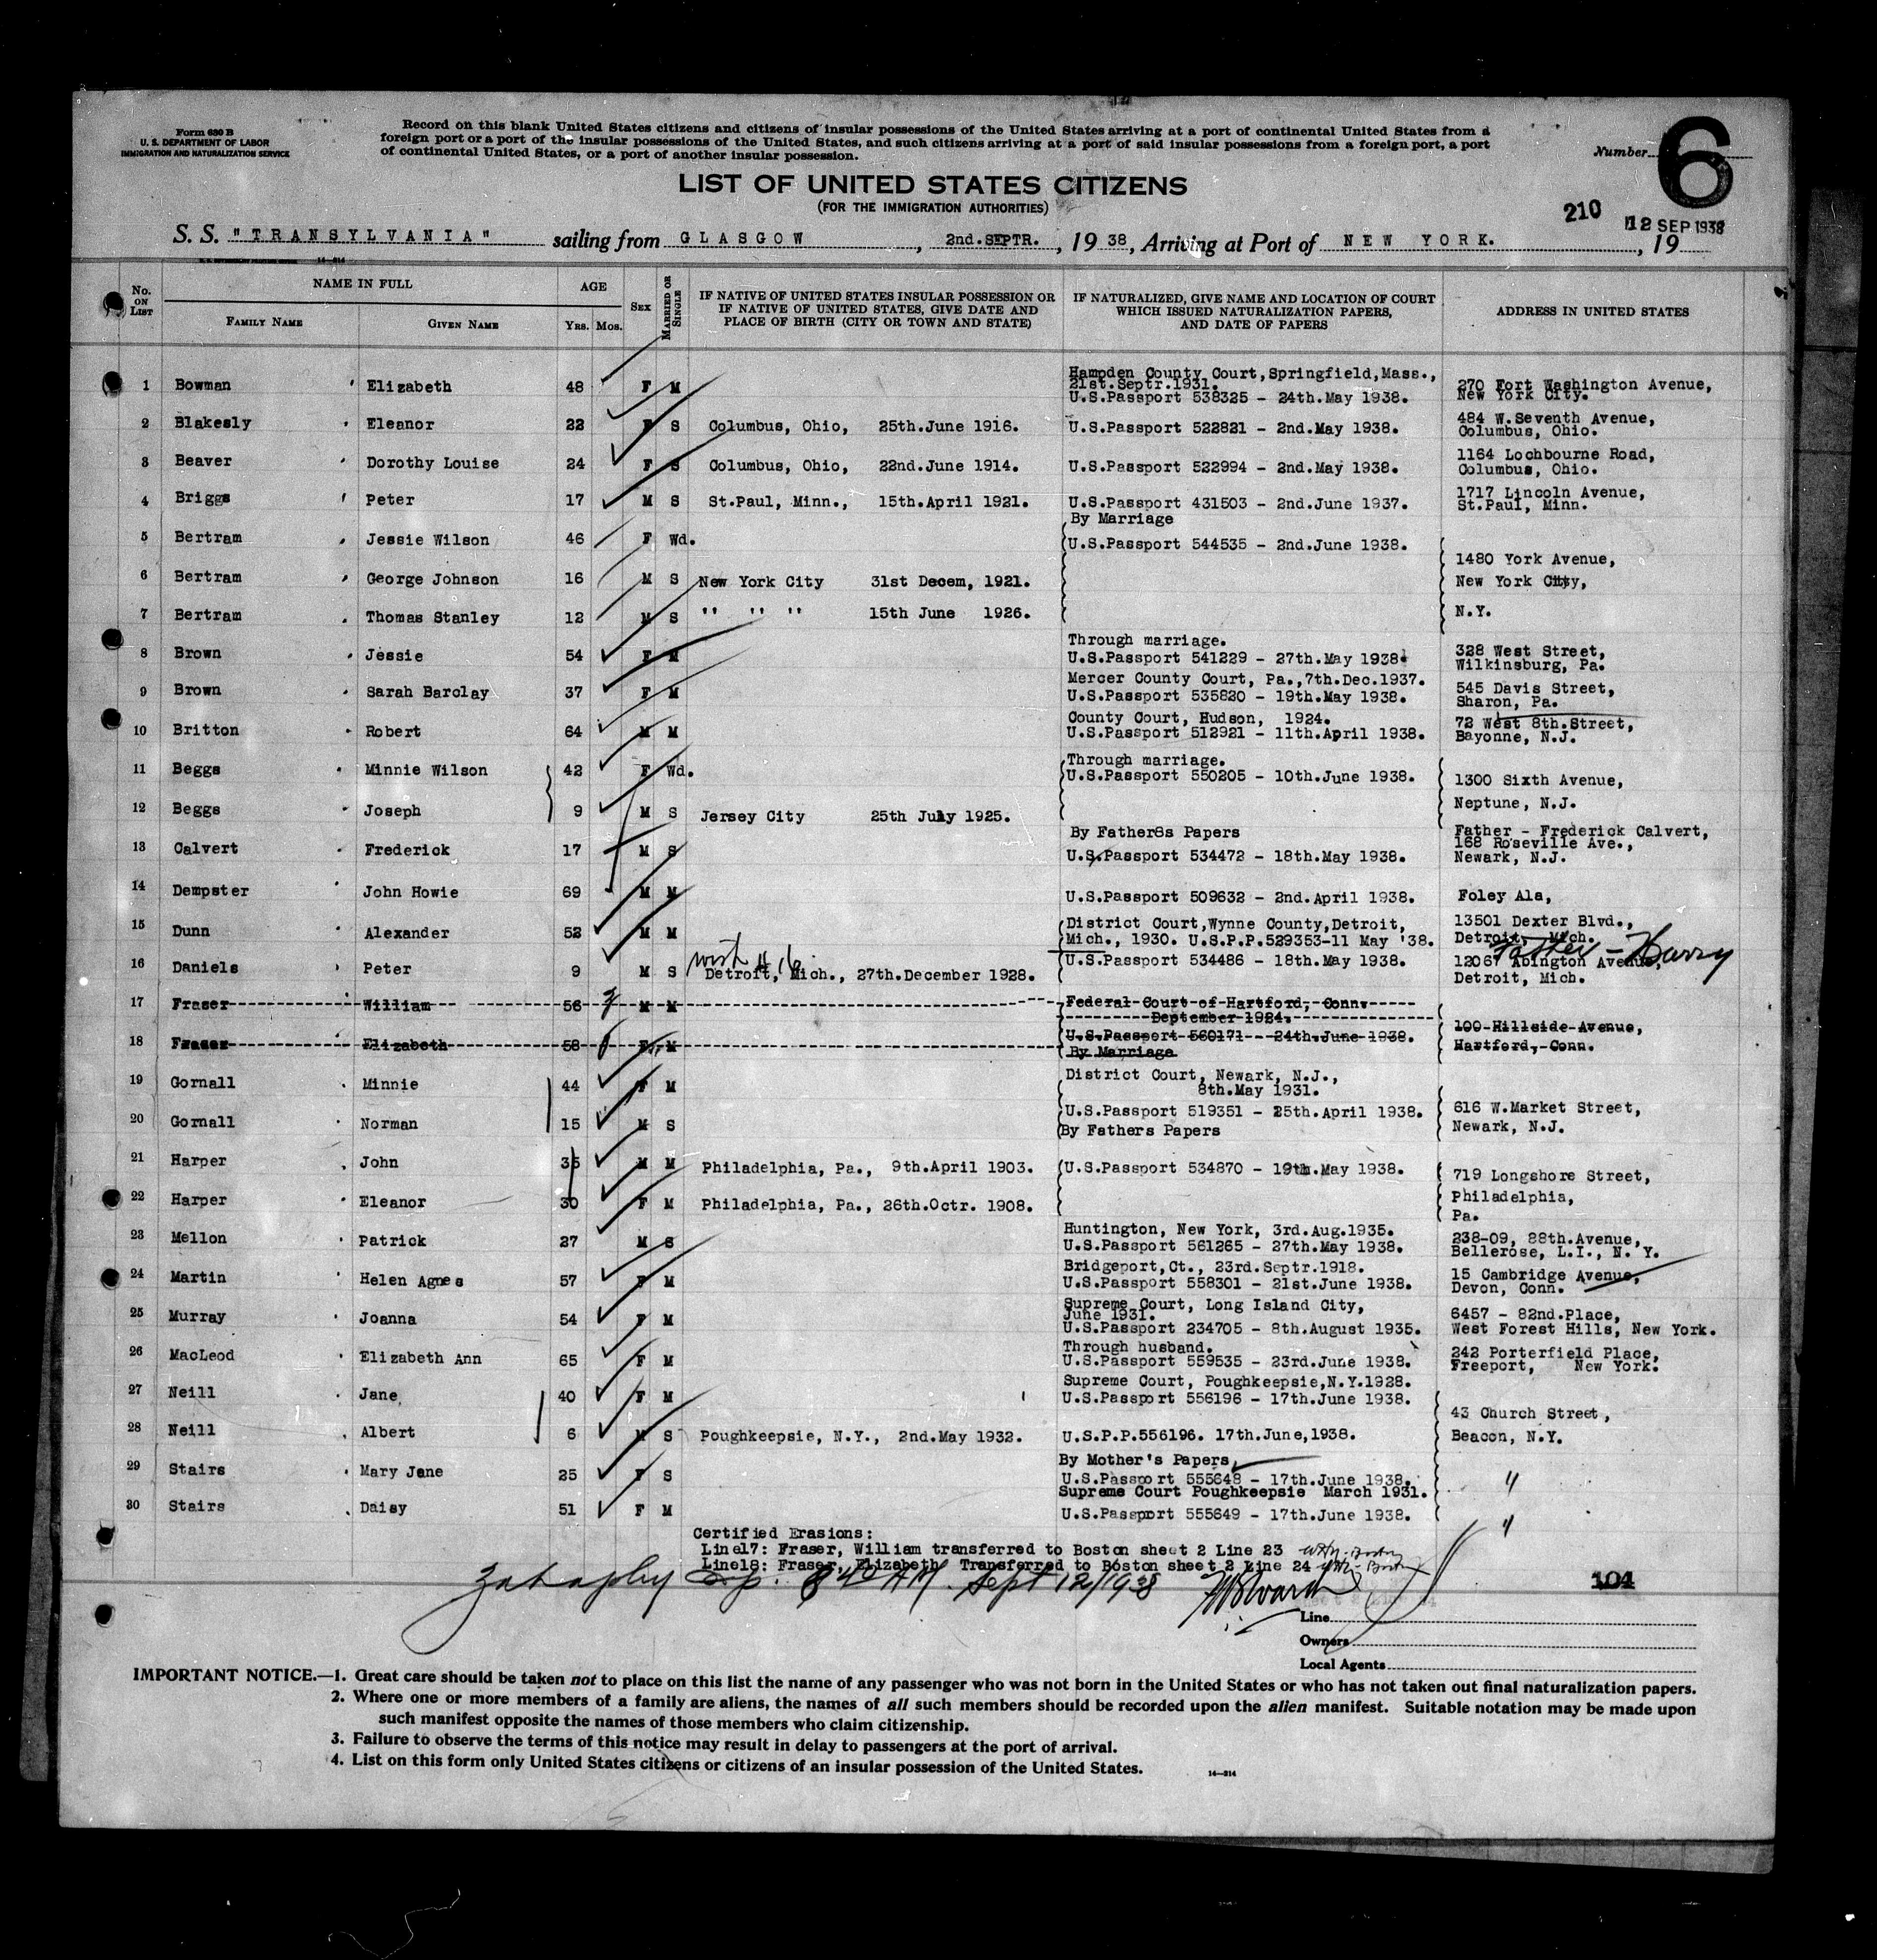 Form 630 B
U. S. DEPARTMENT OF LABOR
IMMIGRATION AND NATURALIZATION SERVICE
Record on this blank United States citizens and citizens of insular possessions of the United States arriving at a port of continental United States from a
foreign port or a port of the insular possessions of the United States, and such citizens arriving at a port of said insular possessions from a foreign port, a port
of continental United States, or a port of another insular possession.
Number 6
LIST OF UNITED STATES CITIZENS
(FOR THE IMMIGRATION AUTHORITIES)
210 12 SEP 1938
S. S. "TRANSYLVANIA" sailing from GLASGOW, 2nd.SEPTR., 19 38, Arriving at Port of NEW YORK., 19
No. ON LIST NAME IN FULL AGE SEX MARRIED OR SINGLE IF NATIVE OF UNITED STATES INSULAR POSSESSION OR IF NATIVE OF UNITED STATES, GIVE DATE AND PLACE OF BIRTH (CITY OR TOWN AND STATE) IF NATURALIZED, GIVE NAME AND LOCATION OF COURT WHICH ISSUED NATURALIZATION PAPERS, AND DATE OF PAPERS ADDRESS IN UNITED STATES
FAMILY NAME GIVEN NAME YRS. MOS.
Hampden County Court,Springfield,Mass.,
21st.Septr.1931.
1 Bowman Elizabeth 48 F M U.S.Passport 538325 - 24th.May 1938. 270 Fort Washington Avenue,
New York City.
2 Blakesly Eleanor 22 F S Columbus, Ohio, 25th.June 1916. U.S.Passport 522821 - 2nd.May 1938. 484 W.Seventh Avenue,
Columbus, Ohio.
3 Beaver Dorothy Louise 24 F S Columbus, Ohio, 22nd.June 1914. U.S.Passport 522994 - 2nd.May 1938. 1164 Lochbourne Road,
Columbus, Ohio.
4 Briggs Peter 17 M S St.Paul, Minn., 15th.April 1921. U.S.Passport 431503 - 2nd.June 1937. 1717 Lincoln Avenue,
St.Paul, Minn.
By Marriage
5 Bertram Jessie Wilson 46 F Wd. U.S.Passport 544535 - 2nd.June 1938.
1480 York Avenue,
6 Bertram George Johnson 16 M S New York City 31st Decem, 1921. New York City,
7 Bertram Thomas Stanley 12 M S " " " 15th June 1926. N.Y.
Through marriage.
8 Brown Jessie 54 F M U.S.Passport 541229 - 27th.May 1938. 328 West Street,
Wilkinsburg, Pa.
Mercer County Court, Pa.,7th.Dec.1937.
9 Brown Sarah Barclay 37 F M U.S.Passport 535820 - 19th.May 1938. 545 Davis Street,
Sharon, Pa.
County Court, Hudson, 1924.
10 Britton Robert 64 M M U.S.Passport 512921 - 11th.April 1938. 72 West 8th.Street,
Bayonne, N.J.
Through marriage.
11 Beggs Minnie Wilson 42 F Wd. U.S.Passport 550205 - 10th.June 1938. 1300 Sixth Avenue,
Neptune, N.J.
12 Beggs Joseph 9 M S Jersey City 25th July 1925.
By Father8s Papers Father - Frederick Calvert,
13 Calvert Frederick 17 M S U.S.Passport 534472 - 18th.May 1938. 168 Roseville Ave.,
Newark, N.J.
14 Dempster John Howie 69 M M U.S.Passport 509632 - 2nd.April 1938. Foley Ala,
15 Dunn Alexander 52 M M District Court,Wynne County,Detroit, 13501 Dexter Blvd.,
Mich., 1930. U.S.P.P.529353-11 May '38. Detroit, Mich.
Father - Harry
16 Daniels Peter 9 M S Detroit, Mich., 27th.December 1928. U.S.Passport 534486 - 18th.May 1938. 12067 Abington Avenue,
Detroit, Mich.
17 Fraser William 56 M M Federal Court of Hartford, Conn.
September 1924.
U.S.Passport 560171 - 24th.June 1938. 100 Hillside Avenue,
18 Fraser Elizabeth 58 F M By Marriage Hartford, Conn.
District Court, Newark, N.J.,
19 Gornall Minnie 44 F M 8th.May 1931.
U.S.Passport 519351 - 25th.April 1938. 616 W.Market Street,
20 Gornall Norman 15 M S By Fathers Papers Newark, N.J.
21 Harper John 35 M M Philadelphia, Pa., 9th.April 1903. U.S.Passport 534870 - 19th.May 1938. 719 Longshore Street,
22 Harper Eleanor 30 F M Philadelphia, Pa., 26th.Octr. 1908. Philadelphia,
Pa.
Huntington, New York, 3rd.Aug.1935.
23 Mellon Patrick 27 M S U.S.Passport 561265 - 27th.May 1938. 238-09, 88th.Avenue,
Bellerose, L.I., N. Y.
Bridgeport,Ct., 23rd.Septr.1918.
24 Martin Helen Agnes 57 F M U.S.Passport 558301 - 21st.June 1938. 15 Cambridge Avenue,
Devon, Conn.
Supreme Court, Long Island City,
June 1931.
25 Murray Joanna 54 F M U.S.Passport 234705 - 8th.August 1935. 6457 - 82nd.Place,
West Forest Hills, New York.
Through husband.
26 MacLeod Elizabeth Ann 65 F M U.S.Passport 559535 - 23rd.June 1938. 242 Porterfield Place,
Freeport, New York.
Supreme Court, Poughkeepsie,N.Y.1928.
27 Neill Jane 40 F M U.S.Passport 556196 - 17th.June 1938.
43 Church Street,
28 Neill Albert 6 M S Poughkeepsie, N.Y., 2nd.May 1932. U.S.P.P.556196. 17th.June,1938. Beacon, N.Y.
By Mother's Papers
29 Stairs Mary Jane 25 F S U.S.Passport 555648 - 17th.June 1938. "
Supreme Court Poughkeepsie March 1931.
30 Stairs Daisy 51 F M U.S.Passport 555649 - 17th.June 1938. "
Certified Erasions:
Line17: Fraser, William transferred to Boston sheet 2 Line 23
Line18: Fraser, Elizabeth Transferred to Boston sheet 2 Line 24
8 40 AM. Sept 12/1938
104
Line
Owners
Local Agents
IMPORTANT NOTICE.—1. Great care should be taken not to place on this list the name of any passenger who was not born in the United States or who has not taken out final naturalization papers.
2. Where one or more members of a family are aliens, the names of all such members should be recorded upon the alien manifest. Suitable notation may be made upon
such manifest opposite the names of those members who claim citizenship.
3. Failure to observe the terms of this notice may result in delay to passengers at the port of arrival.
4. List on this form only United States citizens or citizens of an insular possession of the United States.
14—214